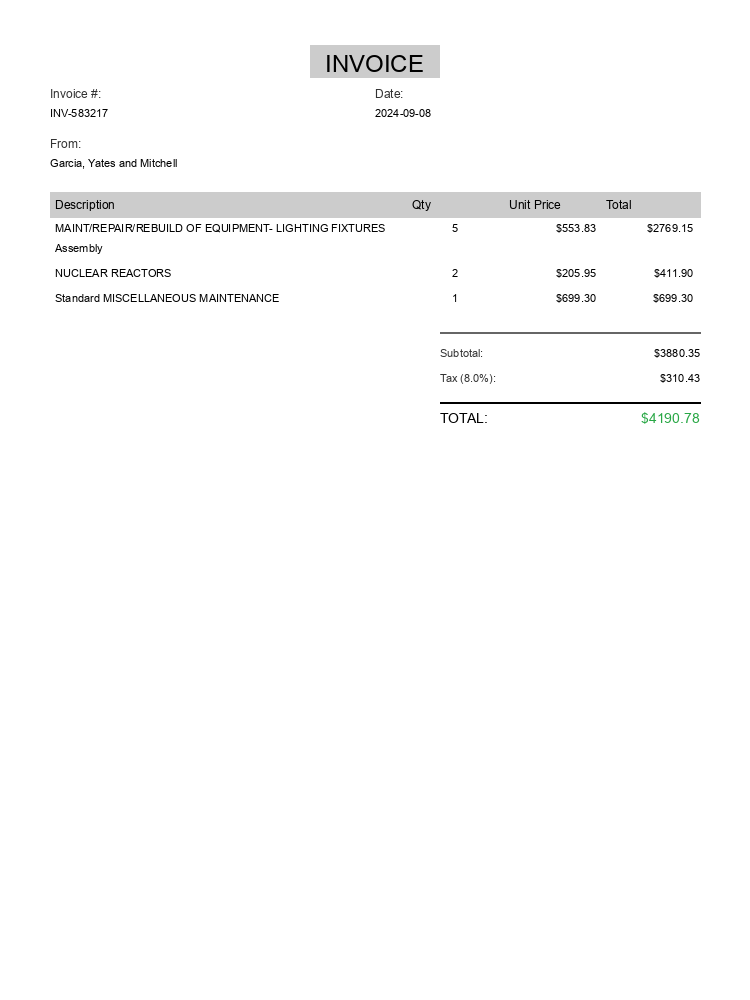 INVOICE
Invoice #: Date:
INV-583217 2024-09-08
From:
Garcia, Yates and Mitchell
Description Qty Unit Price Total
MAINT/REPAIR/REBUILD OF EQUIPMENT- LIGHTING FIXTURES 5 $553.83 $2769.15
Assembly
NUCLEAR REACTORS 2 $205.95 $411.90
Standard MISCELLANEOUS MAINTENANCE 1 $699.30 $699.30
Subtotal: $3880.35
Tax (8.0%): $310.43
TOTAL: $4190.78